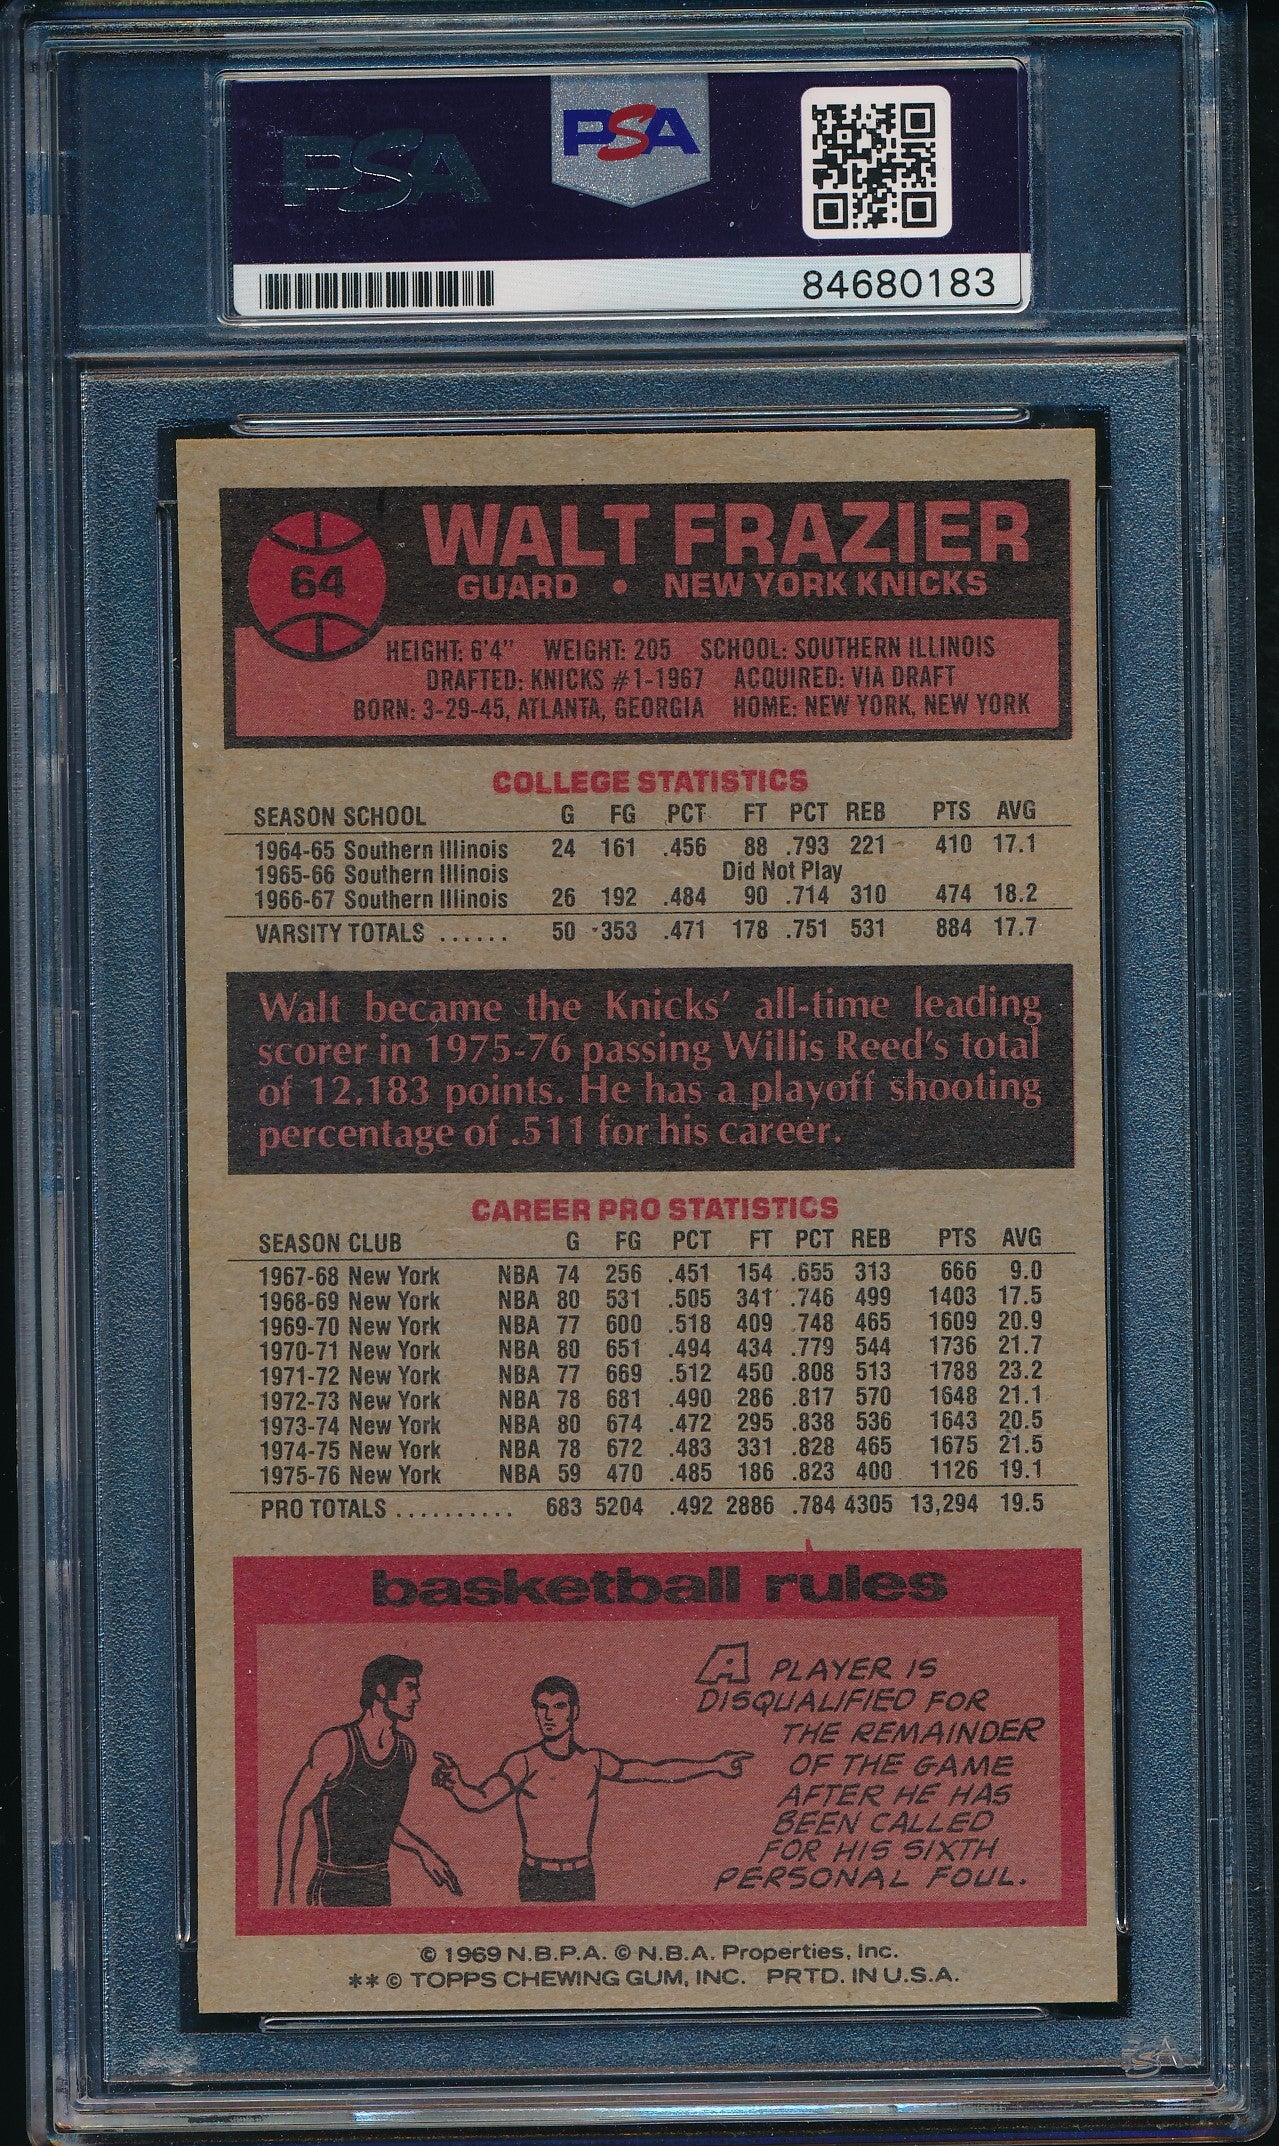 PSA
PSA
84680183
64
WALT FRAZIER
GUARD • NEW YORK KNICKS
HEIGHT: 6'4" WEIGHT: 205 SCHOOL: SOUTHERN ILLINOIS
DRAFTED: KNICKS #1-1967 ACQUIRED: VIA DRAFT
BORN: 3-29-45, ATLANTA, GEORGIA HOME: NEW YORK, NEW YORK
COLLEGE STATISTICS
SEASON SCHOOL G FG PCT FT PCT REB PTS AVG
1964-65 Southern Illinois 24 161 .456 88 .793 221 410 17.1
1965-66 Southern Illinois Did Not Play
1966-67 Southern Illinois 26 192 .484 90 .714 310 474 18.2
VARSITY TOTALS ...... 50 353 .471 178 .751 531 884 17.7
Walt became the Knicks' all-time leading
scorer in 1975-76 passing Willis Reed's total
of 12,183 points. He has a playoff shooting
percentage of .511 for his career.
CAREER PRO STATISTICS
SEASON CLUB G FG PCT FT PCT REB PTS AVG
1967-68 New York NBA 74 256 .451 154 .655 313 666 9.0
1968-69 New York NBA 80 531 .505 341 .746 499 1403 17.5
1969-70 New York NBA 77 600 .518 409 .748 465 1609 20.9
1970-71 New York NBA 80 651 .494 434 .779 544 1736 21.7
1971-72 New York NBA 77 669 .512 450 .808 513 1788 23.2
1972-73 New York NBA 78 681 .490 286 .817 570 1648 21.1
1973-74 New York NBA 80 674 .472 295 .838 536 1643 20.5
1974-75 New York NBA 78 672 .483 331 .828 465 1675 21.5
1975-76 New York NBA 59 470 .485 186 .823 400 1126 19.1
PRO TOTALS .......... 683 5204 .492 2886 .784 4305 13,294 19.5
basketball rules
A PLAYER IS
DISQUALIFIED FOR
THE REMAINDER
OF THE GAME
AFTER HE HAS
BEEN CALLED
FOR HIS SIXTH
PERSONAL FOUL.
© 1969 N.B.P.A. © N.B.A. Properties, Inc.
** © TOPPS CHEWING GUM, INC. PRTD. IN U.S.A.
PSA